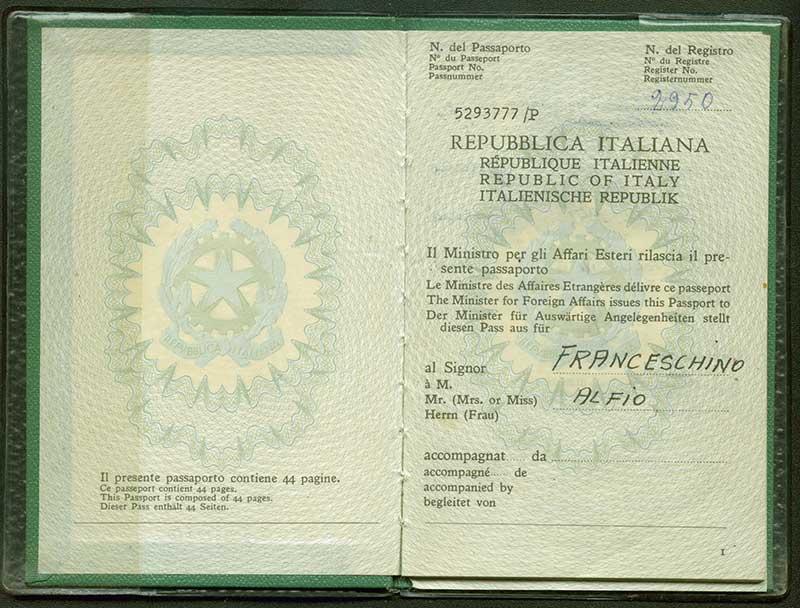 REPUBBLICA ITALIANA
Il presente passaporto contiene 44 pagine.
Ce passeport contient 44 pages.
This Passport is composed of 44 pages.
Dieser Pass enthält 44 Seiten.
N. del Passaporto
Nº du Passeport
Passport No.
Passnummer
N. del Registro
Nº du Registre
Register No.
Registernummer
2950
5293777/P
REPUBBLICA ITALIANA
RÉPUBLIQUE ITALIENNE
REPUBLIC OF ITALY
ITALIENISCHE REPUBLIK
Il Ministro per gli Affari Esteri rilascia il pre-
sente passaporto
Le Ministre des Affaires Etrangères délivre ce passeport
The Minister for Foreign Affairs issues this Passport to
Der Minister für Auswärtige Angelegenheiten stellt
diesen Pass aus für
al Signor FRANCESCHINO
à M.
Mr. (Mrs. or Miss) ALFIO
Herrn (Frau)
accompagnat.... da
accompagné.... de
accompanied by
begleitet von
1